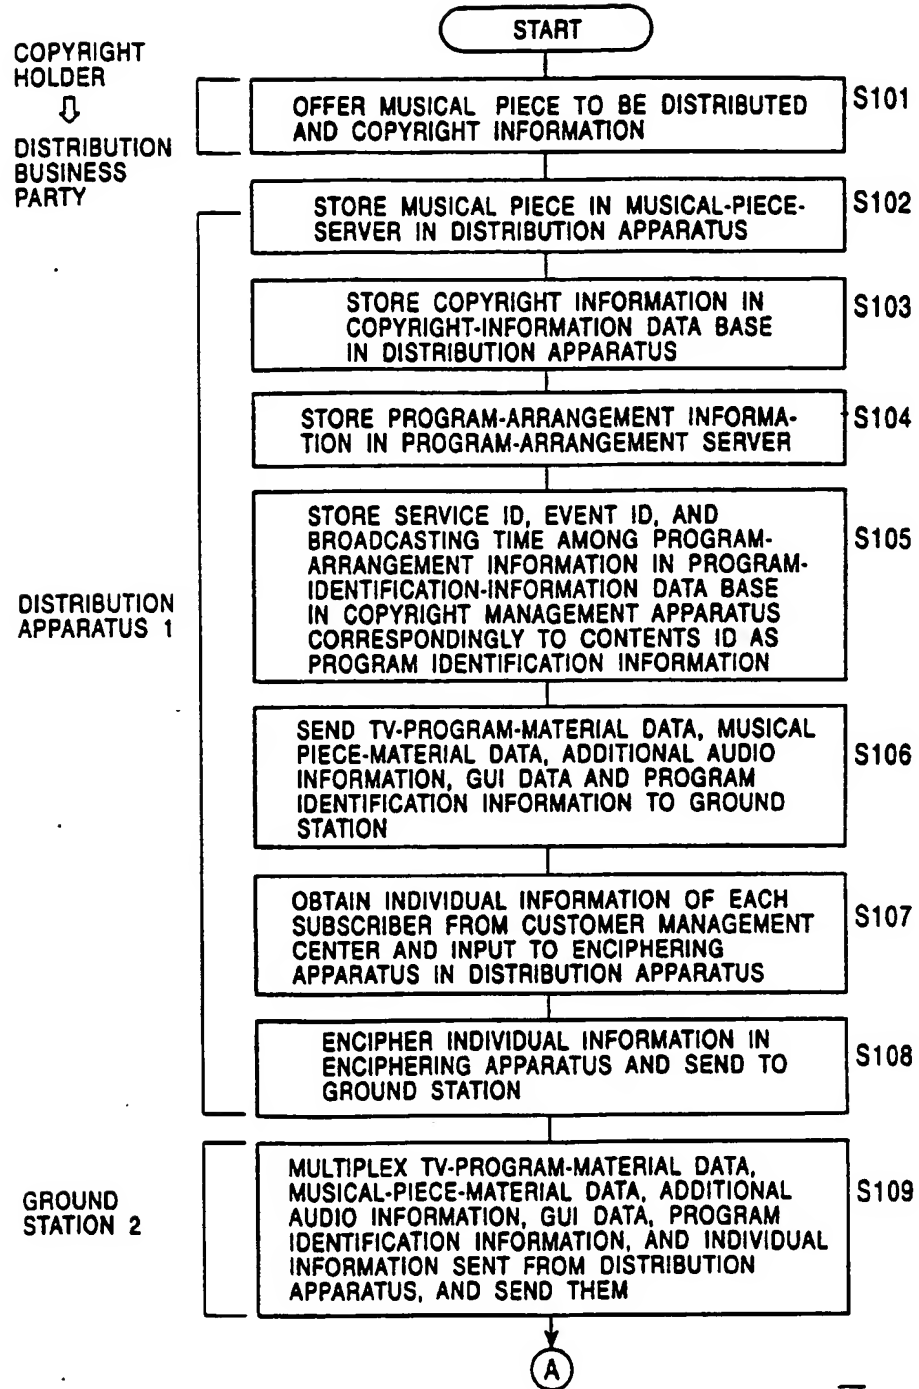 START
COPYRIGHT
HOLDER
DISTRIBUTION
BUSINESS
PARTY
OFFER MUSICAL PIECE TO BE DISTRIBUTED
AND COPYRIGHT INFORMATION
S101
STORE MUSICAL PIECE IN MUSICAL-PIECE-
SERVER IN DISTRIBUTION APPARATUS
S102
STORE COPYRIGHT INFORMATION IN
COPYRIGHT-INFORMATION DATA BASE
IN DISTRIBUTION APPARATUS
S103
STORE PROGRAM-ARRANGEMENT INFORMA-
TION IN PROGRAM-ARRANGEMENT SERVER
S104
DISTRIBUTION
APPARATUS 1
STORE SERVICE ID, EVENT ID, AND
BROADCASTING TIME AMONG PROGRAM-
ARRANGEMENT INFORMATION IN PROGRAM-
IDENTIFICATION-INFORMATION DATA BASE
IN COPYRIGHT MANAGEMENT APPARATUS
CORRESPONDINGLY TO CONTENTS ID AS
PROGRAM IDENTIFICATION INFORMATION
S105
SEND TV-PROGRAM-MATERIAL DATA, MUSICAL
PIECE-MATERIAL DATA, ADDITIONAL AUDIO
INFORMATION, GUI DATA AND PROGRAM
IDENTIFICATION INFORMATION TO GROUND
STATION
S106
OBTAIN INDIVIDUAL INFORMATION OF EACH
SUBSCRIBER FROM CUSTOMER MANAGEMENT
CENTER AND INPUT TO ENCIPHERING
APPARATUS IN DISTRIBUTION APPARATUS
S107
ENCIPHER INDIVIDUAL INFORMATION IN
ENCIPHERING APPARATUS AND SEND TO
GROUND STATION
S108
GROUND
STATION 2
MULTIPLEX TV-PROGRAM-MATERIAL DATA,
MUSICAL-PIECE-MATERIAL DATA, ADDITIONAL
AUDIO INFORMATION, GUI DATA, PROGRAM
IDENTIFICATION INFORMATION, AND INDIVIDUAL
INFORMATION SENT FROM DISTRIBUTION
APPARATUS, AND SEND THEM
S109
A